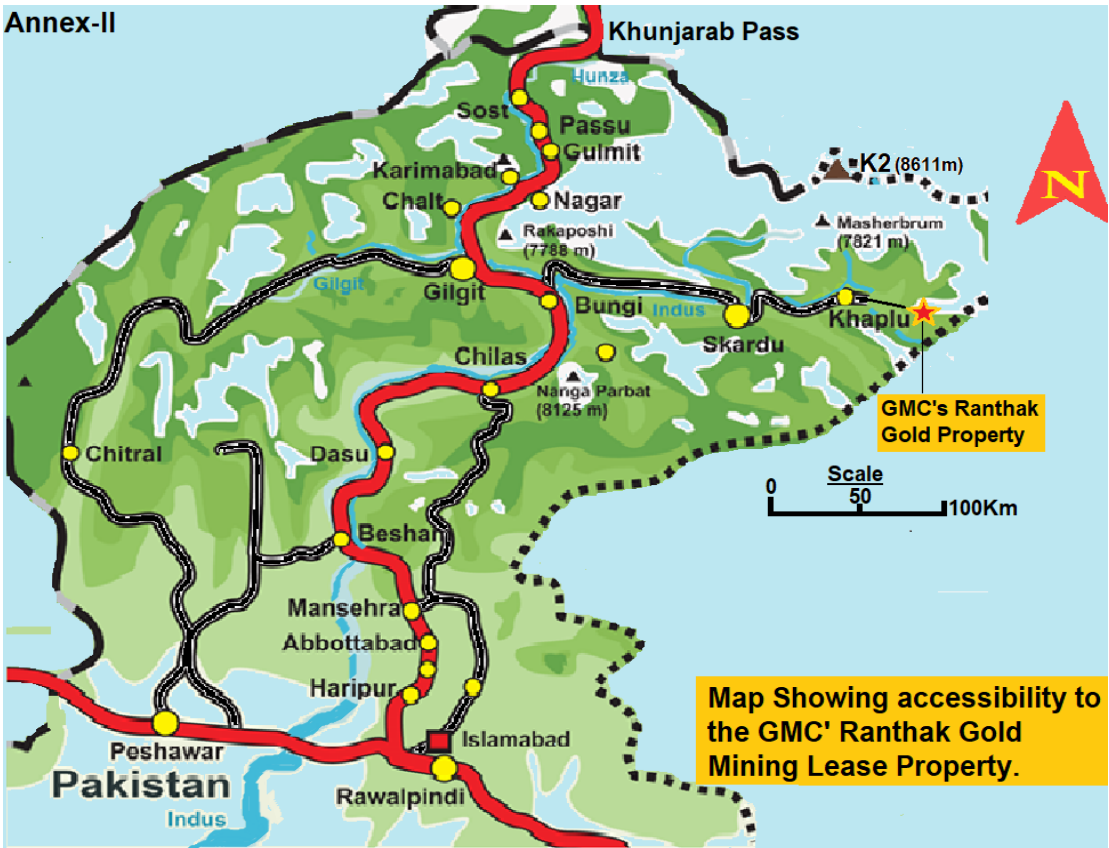 Annex-II
Khunjarab Pass
Hunza
Sost
Passu
Gulmit
Karimabad
Chalt
Nagar
K2 (8611m)
N
Rakaposhi
(7788 m)
Masherbrum
(7821 m)
Gilgit
Gilgit
Bungi
Indus
Skardu
Khaplu
Chilas
Nanga Parbat
(8125 m)
GMC's Ranthak
Gold Property
Chitral
Dasu
Scale
0 50 100Km
Besham
Mansehra
Abbottabad
Haripur
Map Showing accessibility to
the GMC' Ranthak Gold
Mining Lease Property.
Islamabad
Peshawar
Pakistan
Rawalpindi
Indus